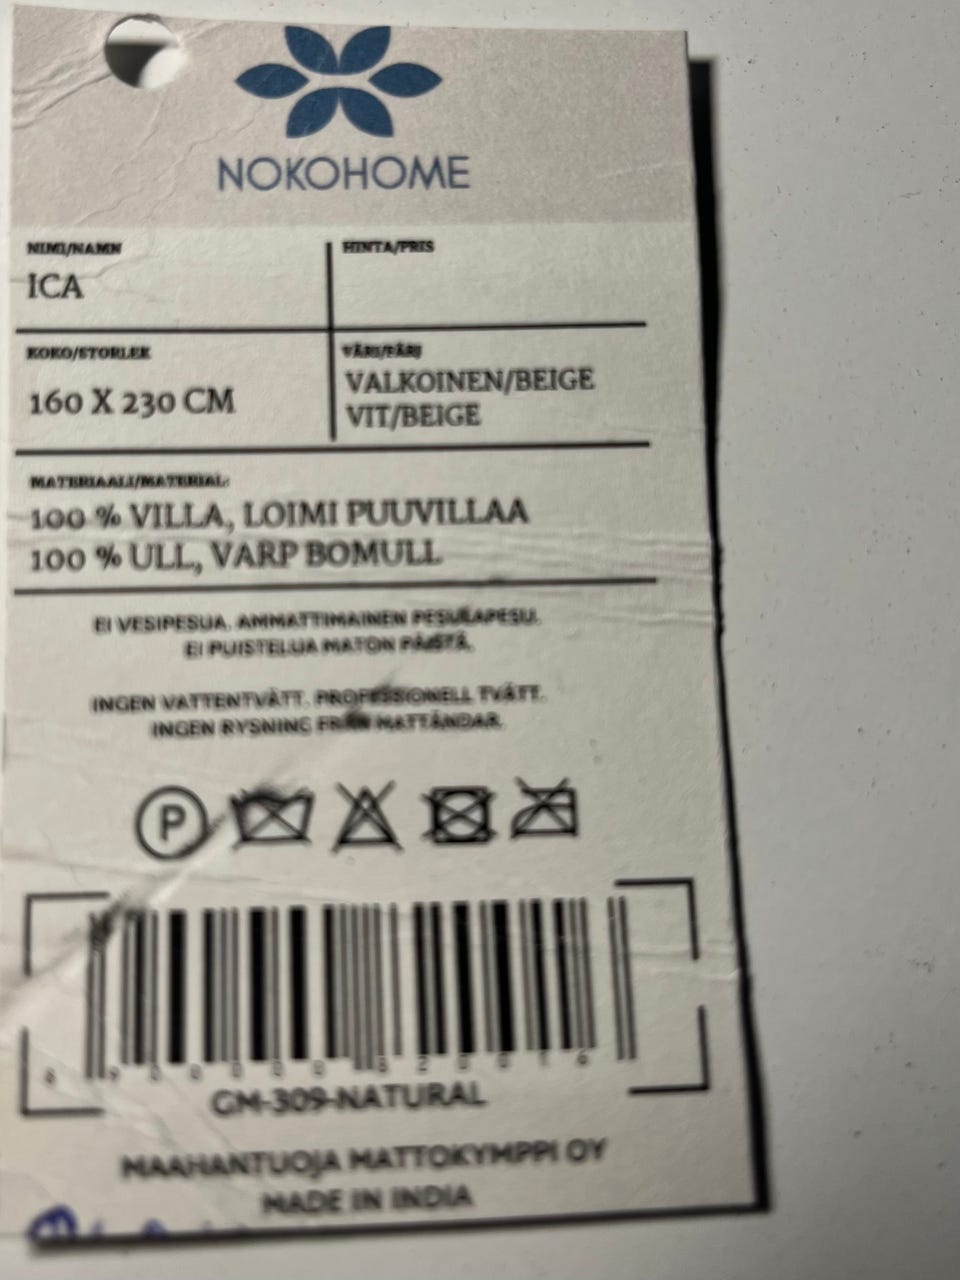 NOKOHOME
NIMI/NAMN
ICA
HINTA/PRIS
KOKO/STORLEK
160 X 230 CM
VÄRI/FÄRJ
VALKOINEN/BEIGE
VIT/BEIGE
MATERIAALI/MATERIAL:
100 % VILLA, LOIMI PUUVILLAA
100 % ULL, VARP BOMULL
EI VESIPESUA. AMMATTIMAINEN PESULAPESU.
EI PUISTELUA MATON PÄISTÄ.
INGEN VATTENTVÄTT. PROFESSIONELL TVÄTT.
INGEN RYSNING FRÅN MATTÄNDAR.
P
GM-309-NATURAL
MAAHANTUOJA MATTOKYMPPI OY
MADE IN INDIA